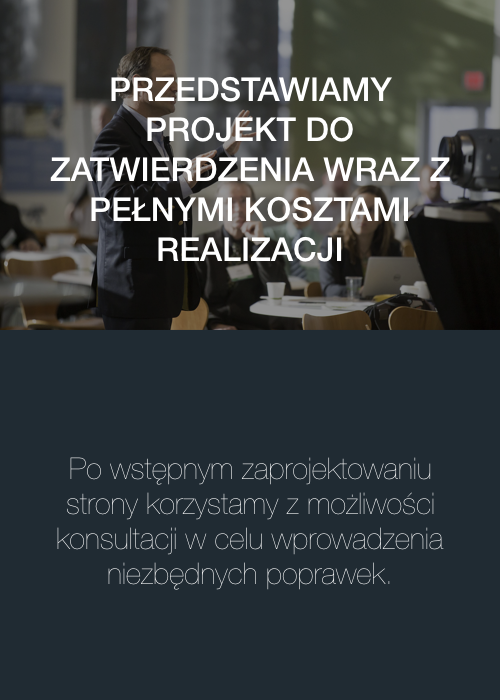 PRZEDSTAWIAMY
PROJEKT DO
ZATWIERDZENIA WRAZ Z
PEŁNYMI KOSZTAMI
REALIZACJI
Po wstępnym zaprojektowaniu
strony korzystamy z możliwości
konsultacji w celu wprowadzenia
niezbędnych poprawek.